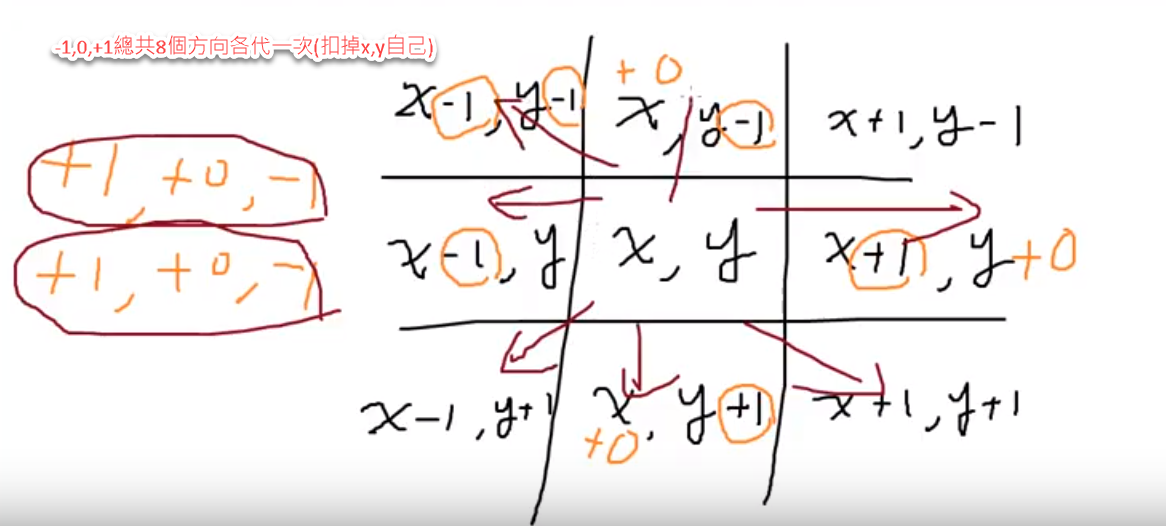 -1,0,+1總共8個方向各代一次(扣掉x,y自己)
+0
x-1, y-1
x, y-1
x+1, y-1
+1, +0, -1
x-1, y
x, y
x+1, y+0
+1, +0, -1
x-1, y+1
x, y+1
x+1, y+1
+0